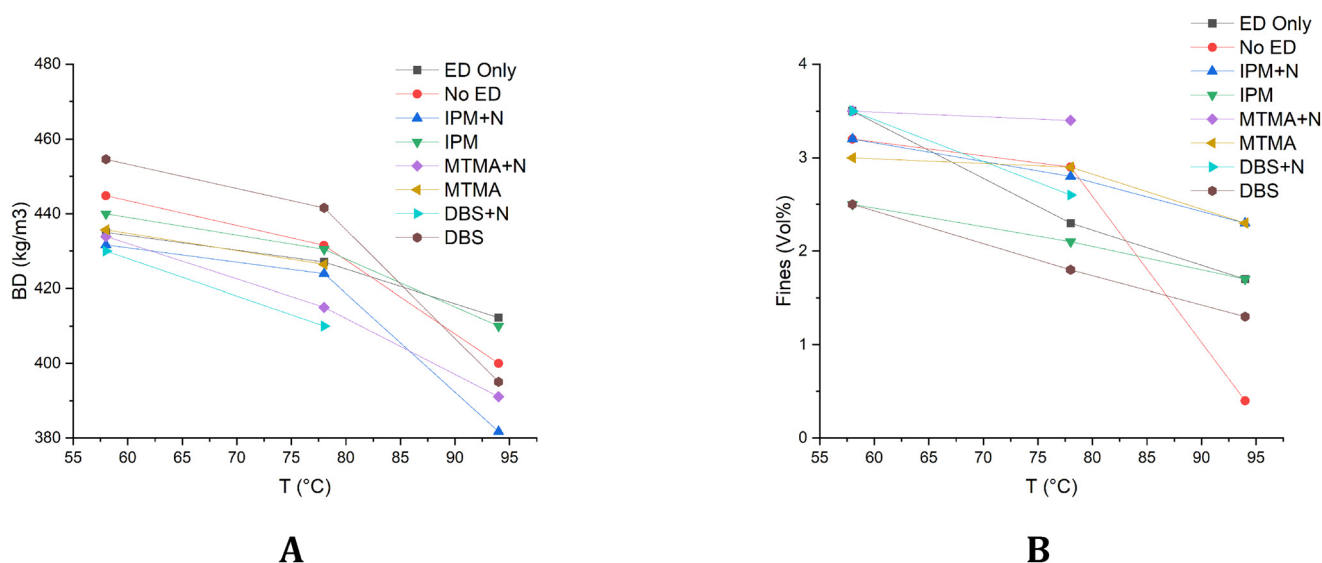 480
460
440
420
400
380
BD (kg/m3)
55 60 65 70 75 80 85 90 95
T (°C)
ED Only
No ED
IPM+N
IPM
MTMA+N
MTMA
DBS+N
DBS
A
4
3
2
1
0
Fines (Vol%)
55 60 65 70 75 80 85 90 95
T (°C)
ED Only
No ED
IPM+N
IPM
MTMA+N
MTMA
DBS+N
DBS
B